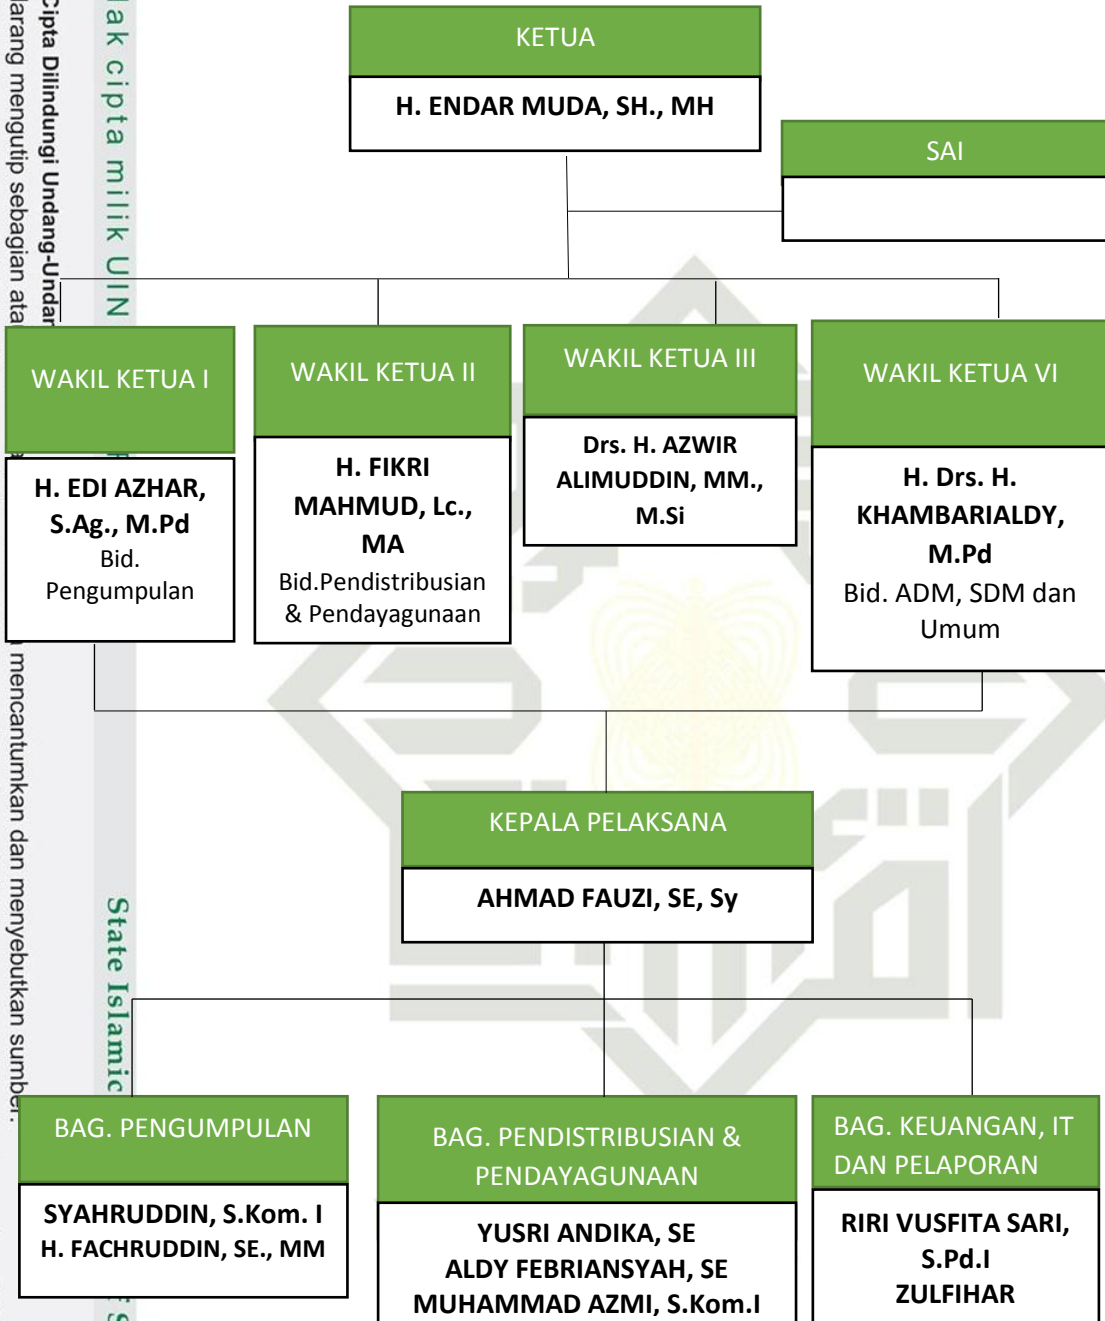 KETUA
H. ENDAR MUDA, SH., MH
SAI
WAKIL KETUA I
H. EDI AZHAR,
S.Ag., M.Pd
Bid.
Pengumpulan
WAKIL KETUA II
H. FIKRI
MAHMUD, Lc.,
MA
Bid.Pendistribusian
& Pendayagunaan
WAKIL KETUA III
Drs. H. AZWIR
ALIMUDDIN, MM.,
M.Si
WAKIL KETUA VI
H. Drs. H.
KHAMBARIALDY,
M.Pd
Bid. ADM, SDM dan
Umum
KEPALA PELAKSANA
AHMAD FAUZI, SE, Sy
BAG. PENGUMPULAN
SYAHRUDDIN, S.Kom. I
H. FACHRUDDIN, SE., MM
BAG. PENDISTRIBUSIAN &
PENDAYAGUNAAN
YUSRI ANDIKA, SE
ALDY FEBRIANSYAH, SE
MUHAMMAD AZMI, S.Kom.I
BAG. KEUANGAN, IT
DAN PELAPORAN
RIRI VUSFITA SARI,
S.Pd.I
ZULFIHAR
cipta milik UIN
State Islamic
Cipta Dilindungi Undang-Undan
mengutip sebagian
mencantumkan dan menyebutkan sumber.